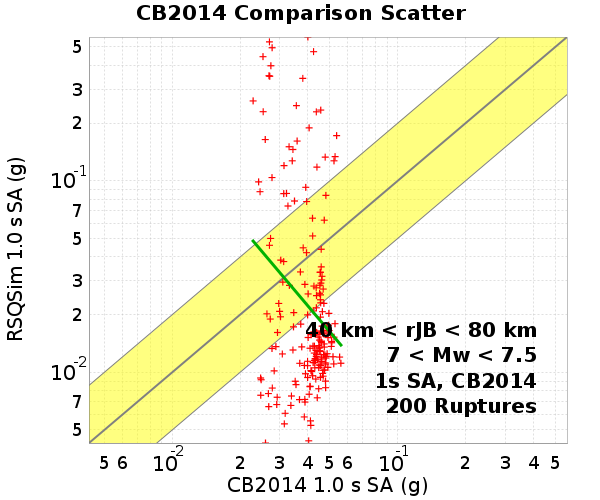 CB2014 Comparison Scatter
RSQSim 1.0 s SA (g)
5
3
2
10⁻¹
7
5
3
2
10⁻²
7
5
40 km < rJB < 80 km
7 < Mw < 7.5
1s SA, CB2014
200 Ruptures
5 6 10⁻² 2 3 4 5 6 10⁻¹ 2 3 4 5
CB2014 1.0 s SA (g)